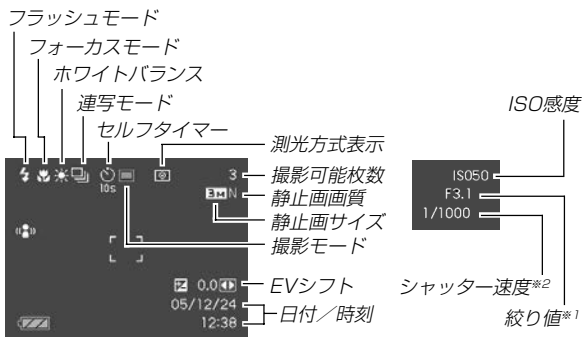 フラッシュモード
フォーカスモード
ホワイトバランス
連写モード
セルフタイマー
測光方式表示
撮影可能枚数
静止画画質
静止画サイズ
撮影モード
EVシフト
日付／時刻
10s
3
3M N
0.0
05/12/24
12:38
ISO感度
ISO50
F3.1
1/1000
シャッター速度※2
絞り値※1